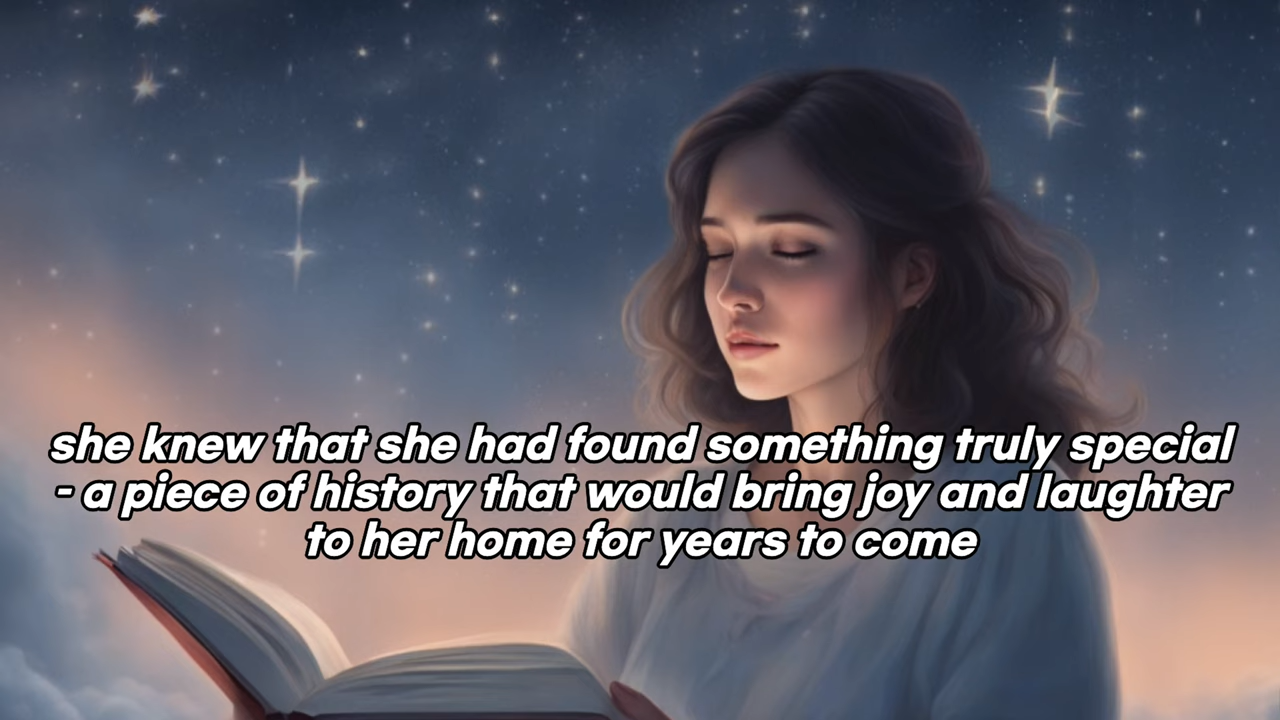 she knew that she had found something truly special
- a piece of history that would bring joy and laughter
to her home for years to come